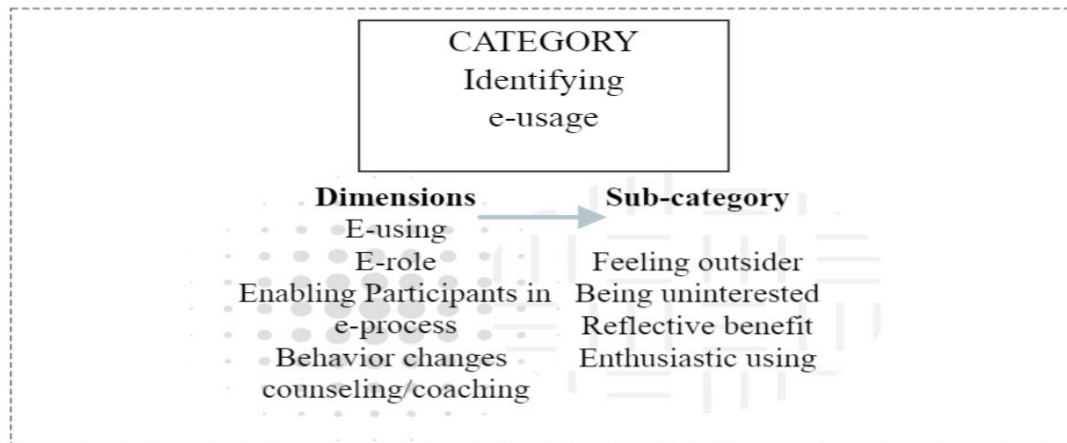 CATEGORY
Identifying
e-usage
Dimensions
E-using
E-role
Enabling Participants in
e-process
Behavior changes
counseling/coaching
Sub-category
Feeling outsider
Being uninterested
Reflective benefit
Enthusiastic using